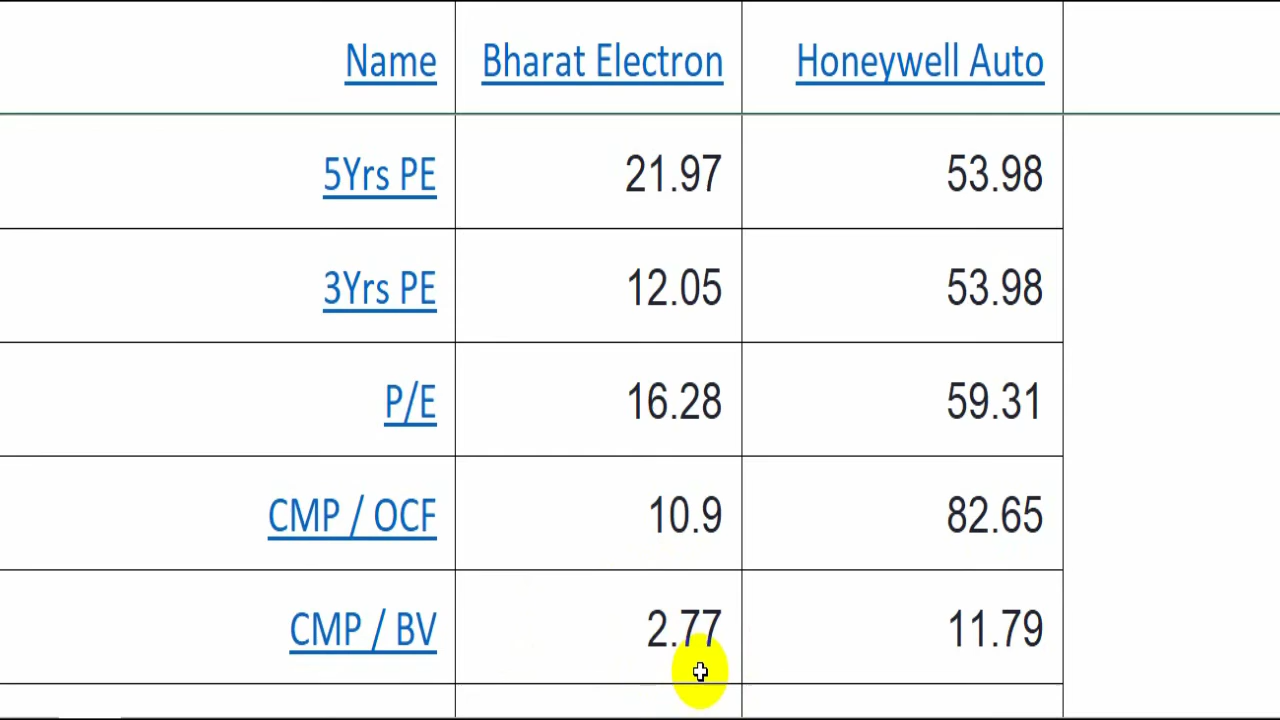 Name Bharat Electron Honeywell Auto
5Yrs PE 21.97 53.98
3Yrs PE 12.05 53.98
P/E 16.28 59.31
CMP / OCF 10.9 82.65
CMP / BV 2.77 11.79